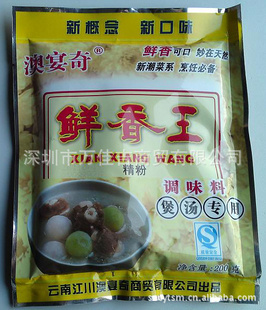 新概念 新口味
澳宴奇®
鲜香可口 妙在天然
新潮菜系 烹饪必备
鲜香王
XIAN XIANG WANG
精粉
调味料
煲汤专用
净含量:200克
云南江川澳宴奇商贸有限公司出品